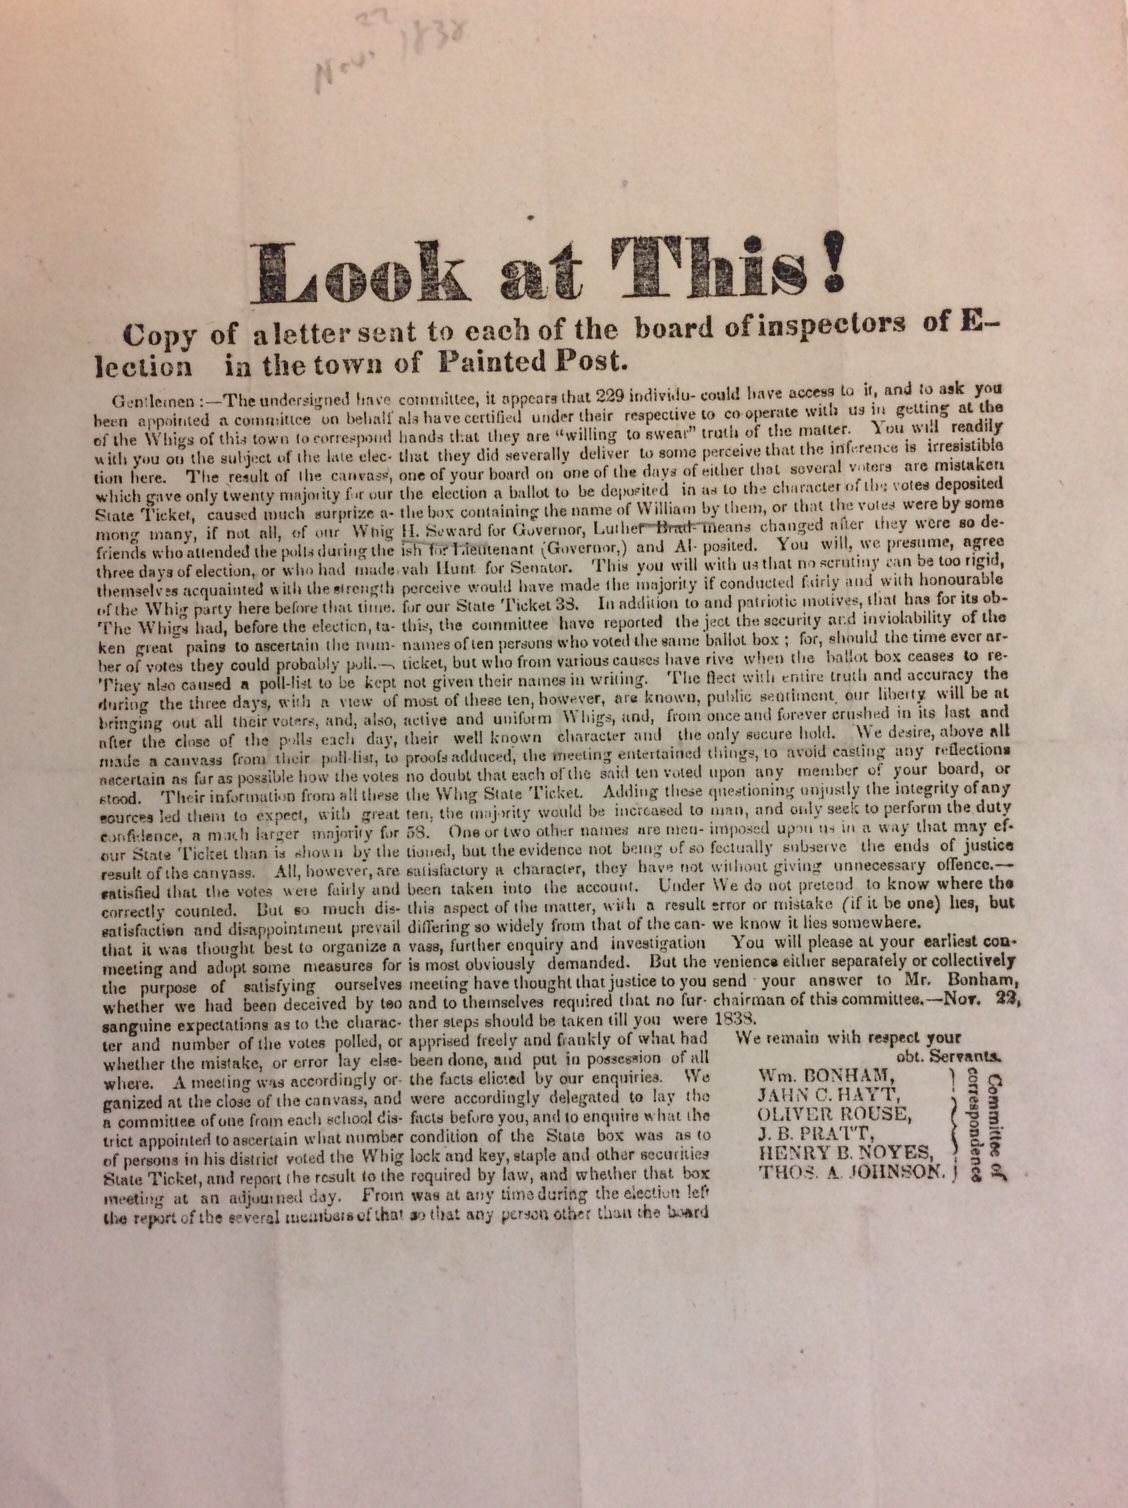 Nov. 22 1838
Look at This!
Copy of a letter sent to each of the board of inspectors of E-
lection in the town of Painted Post.
Gentlemen :—The undersigned have
been appointed a committee on behalf
of the Whigs of this town to correspond
with you on the subject of the late elec-
tion here. The result of the canvass,
which gave only twenty majority for our
State Ticket, caused much surprize a-
mong many, if not all, of our Whig
friends who attended the polls during the
three days of election, or who had made
themselves acquainted with the strength
of the Whig party here before that time.
The Whigs had, before the election, ta-
ken great pains to ascertain the num-
ber of votes they could probably poll.—
They also caused a poll-list to be kept
during the three days, with a view of
bringing out all their voters, and, also,
after the close of the polls each day,
made a canvass from their poll-list, to
ascertain as far as possible how the votes
stood. Their information from all these
sources led them to expect, with great
confidence, a much larger majority for
our State Ticket than is shown by the
result of the canvass. All, however, are
satisfied that the votes were fairly and
correctly counted. But so much dis-
satisfaction and disappointment prevail
that it was thought best to organize a
meeting and adopt some measures for
the purpose of satisfying ourselves
whether we had been deceived by too
sanguine expectations as to the charac-
ter and number of the votes polled, or
whether the mistake, or error lay else-
where. A meeting was accordingly or-
ganized at the close of the canvass, and
a committee of one from each school dis-
trict appointed to ascertain what number
of persons in his district voted the Whig
State Ticket, and report the result to the
meeting at an adjourned day. From
the report of the several members of that
committee, it appears that 229 individu-
als have certified under their respective
hands that they are "willing to swear"
that they did severally deliver to some
one of your board on one of the days of
the election a ballot to be deposited in
the box containing the name of William
H. Seward for Governor, Luther Brad-
ish for Lieutenant (Governor,) and Al-
vah Hunt for Senator. This you will
perceive would have made the majority
for our State Ticket 38. In addition to
this, the committee have reported the
names of ten persons who voted the same
ticket, but who from various causes have
not given their names in writing. The
most of these ten, however, are known,
active and uniform Whigs, and, from
their well known character and the
proofs adduced, the meeting entertained
no doubt that each of the said ten voted
the Whig State Ticket. Adding these
ten, the majority would be increased to
58. One or two other names are men-
tioned, but the evidence not being of so
satisfactory a character, they have not
been taken into the account. Under
this aspect of the matter, with a result
differing so widely from that of the can-
vass, further enquiry and investigation
is most obviously demanded. But the
meeting have thought that justice to you
and to themselves required that no fur-
ther steps should be taken till you were
apprised freely and frankly of what had
been done, and put in possession of all
the facts elicted by our enquiries. We
were accordingly delegated to lay the
facts before you, and to enquire what the
condition of the State box was as to
lock and key, staple and other securities
required by law, and whether that box
was at any time during the election left
so that any person other than the board
could have access to it, and to ask you
to co operate with us in getting at the
truth of the matter. You will readily
perceive that the inference is irresistible
either that several voters are mistaken
as to the character of the votes deposited
by them, or that the votes were by some
means changed after they were so de-
posited. You will, we presume, agree
with us that no scrutiny can be too rigid,
if conducted fairly and with honourable
and patriotic motives, that has for its ob-
ject the security and inviolability of the
ballot box ; for, should the time ever ar-
rive when the ballot box ceases to re-
flect with entire truth and accuracy the
public sentiment, our liberty will be at
once and forever crushed in its last and
only secure hold. We desire, above all
things, to avoid casting any reflections
upon any member of your board, or
questioning unjustly the integrity of any
man, and only seek to perform the duty
imposed upon us in a way that may ef-
fectually subserve the ends of justice
without giving unnecessary offence.—
We do not pretend to know where the
error or mistake (if it be one) lies, but
we know it lies somewhere.
You will please at your earliest con-
venience either separately or collectively
send your answer to Mr. Bonham,
chairman of this committee.—Nov. 22,
1838.
We remain with respect your
obt. Servants.
Wm. BONHAM,
JAHN C. HAYT,
OLIVER ROUSE,
J. B. PRATT,
HENRY B. NOYES,
THOS. A. JOHNSON.
Committee of
correspondence